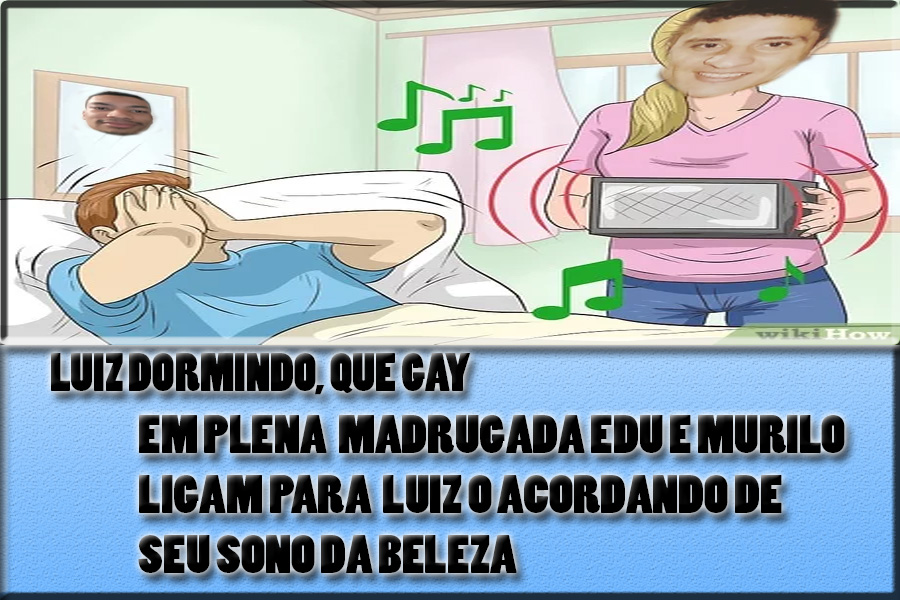 wikiHow
LUIZ DORMINDO, QUE GAY
EM PLENA MADRUGADA EDU E MURILO
LIGAM PARA LUIZ O ACORDANDO DE
SEU SONO DA BELEZA